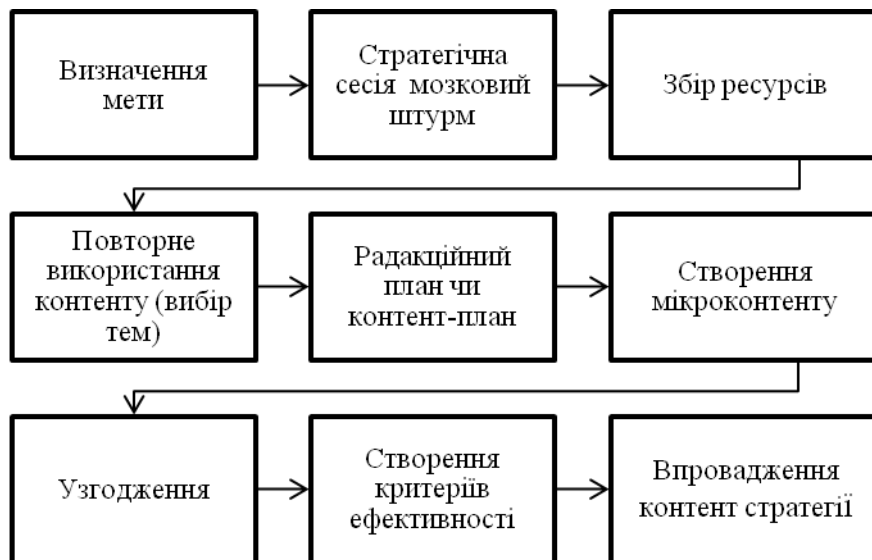 Визначення
мети
Стратегічна
сесія мозковий
штурм
Збір ресурсів
Повторне
використання
контенту (вибір
тем)
Радакційний
план чи
контент-план
Створення
мікроконтенту
Узгодження
Створення
критеріїв
ефективності
Впровадження
контент стратегії